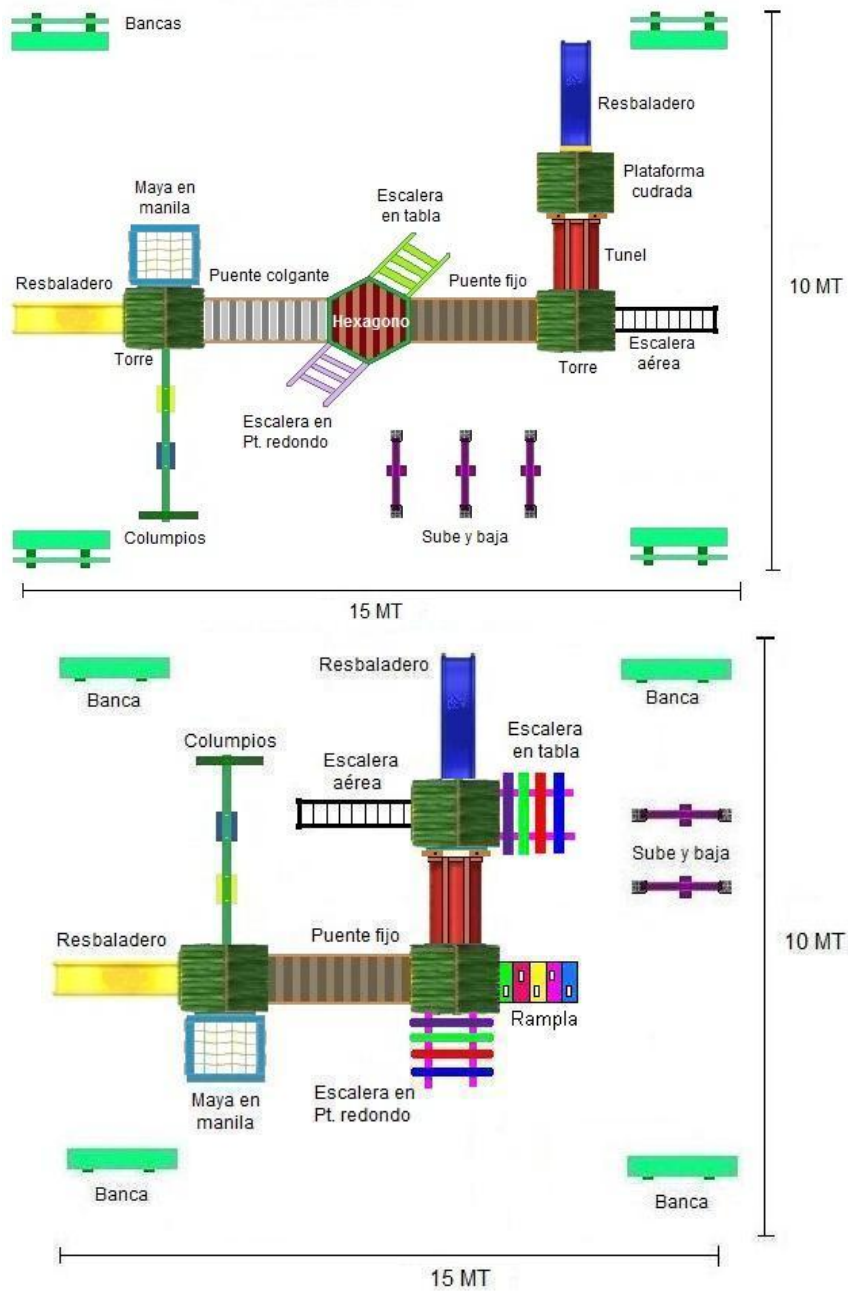 Bancas
Resbaladero
Maya en
manila
Escalera
en tabla
Plataforma
cudrada
Resbaladero
Puente colgante
Puente fijo
Tunel
10 MT
Hexagono
Torre
Torre
Escalera
aérea
Escalera en
Pt. redondo
Columpios
Sube y baja
15 MT
Resbaladero
Banca
Banca
Columpios
Escalera
aérea
Escalera
en tabla
Sube y baja
Resbaladero
Puente fijo
10 MT
Rampla
Maya en
manila
Escalera en
Pt. redondo
Banca
Banca
15 MT